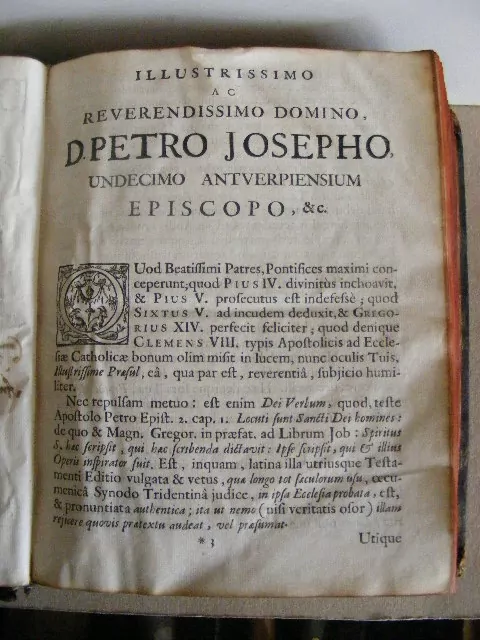 ILLUSTRISSIMO
AC
REVERENDISSIMO DOMINO,
D. PETRO JOSEPHO,
UNDECIMO ANTVERPIENSIUM
EPISCOPO, &c.
QUod Beatissimi Patres, Pontifices maximi con-
ceperunt; quod PIUS IV. divinitùs inchoavit,
& PIUS V. prosecutus est indefessè; quod
SIXTUS V. ad incudem deduxit, & GREGO-
RIUS XIV. perfecit feliciter; quod denique
CLEMENS VIII. typis Apostolicis ad Eccle-
siæ Catholicæ bonum olim misit in lucem, nunc oculis Tuis,
Illustrissime Præsul, eâ, quâ par est, reverentiâ, subjicio humi-
liter.
Nec repulsam metuo: est enim Dei Verbum, quod, teste
Apostolo Petro Epist. 2. cap. 1. Locuti sunt Sancti Dei homines:
de quo & Magn. Gregor. in præfat. ad Librum Job: Spiritus
S. hæc scripsit, qui hæc scribenda dictavit: Ipse scripsit, qui & illius
Operis inspirator fuit. Est, inquam, latina illa utriusque Testa-
menti Editio vulgata & vetus, quæ longo tot sæculorum usu, œcu-
menicâ Synodo Tridentinâ judice, in ipsa Ecclesia probata, est,
& pronuntiata authentica; ita ut nemo (nisi veritatis osor) illam
rejicere quovis prætextu audeat, vel præsumat.
*3 Utique